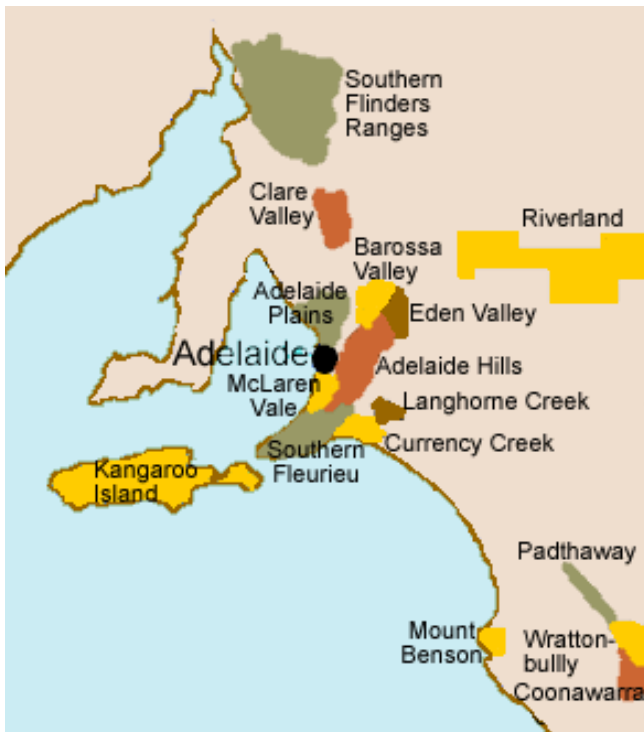 Southern
Flinders
Ranges
Clare
Valley
Riverland
Barossa
Valley
Adelaide
Plains
Eden Valley
Adelaide
Adelaide Hills
McLaren
Vale
Langhorne Creek
Currency Creek
Southern
Fleurieu
Kangaroo
Island
Padthaway
Mount
Benson
Wratton-
bullly
Coonawarra